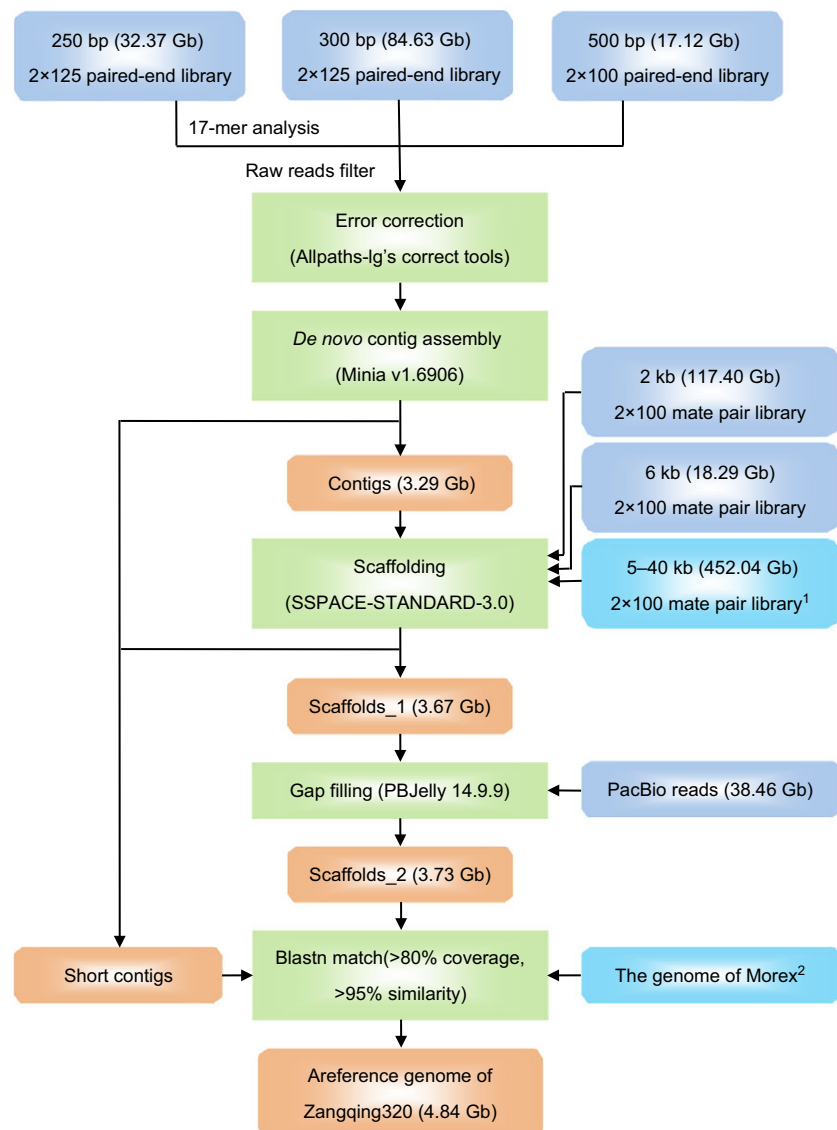 250 bp (32.37 Gb)
2×125 paired-end library
300 bp (84.63 Gb)
2×125 paired-end library
500 bp (17.12 Gb)
2×100 paired-end library
17-mer analysis
Raw reads filter
Error correction
(Allpaths-lg's correct tools)
De novo contig assembly
(Minia v1.6906)
2 kb (117.40 Gb)
2×100 mate pair library
Contigs (3.29 Gb)
6 kb (18.29 Gb)
2×100 mate pair library
Scaffolding
(SSPACE-STANDARD-3.0)
5–40 kb (452.04 Gb)
2×100 mate pair library¹
Scaffolds_1 (3.67 Gb)
Gap filling (PBJelly 14.9.9)
PacBio reads (38.46 Gb)
Scaffolds_2 (3.73 Gb)
Short contigs
Blastn match(>80% coverage,
>95% similarity)
The genome of Morex²
Areference genome of
Zangqing320 (4.84 Gb)